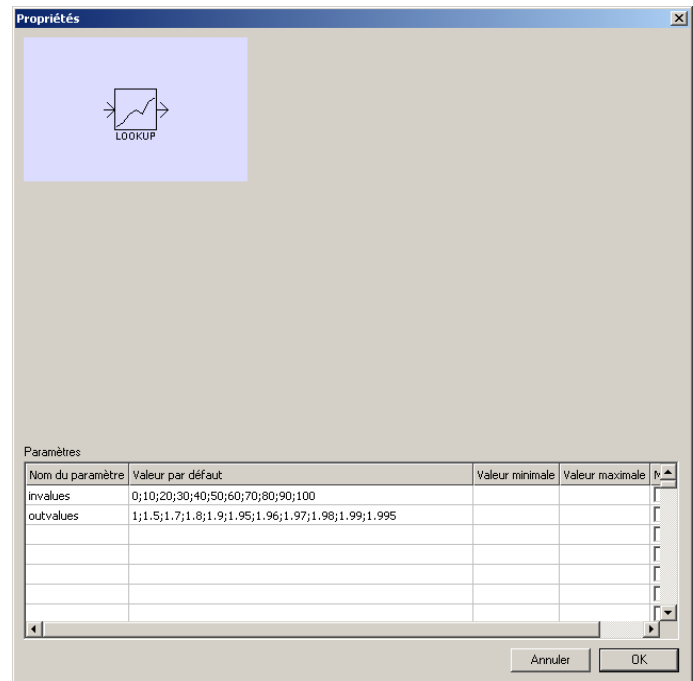 Propriétés
LOOKUP
Paramètres
Nom du paramètre Valeur par défaut Valeur minimale Valeur maximale
invalues 0;10;20;30;40;50;60;70;80;90;100
outvalues 1;1.5;1.7;1.8;1.9;1.95;1.96;1.97;1.98;1.99;1.995
Annuler OK